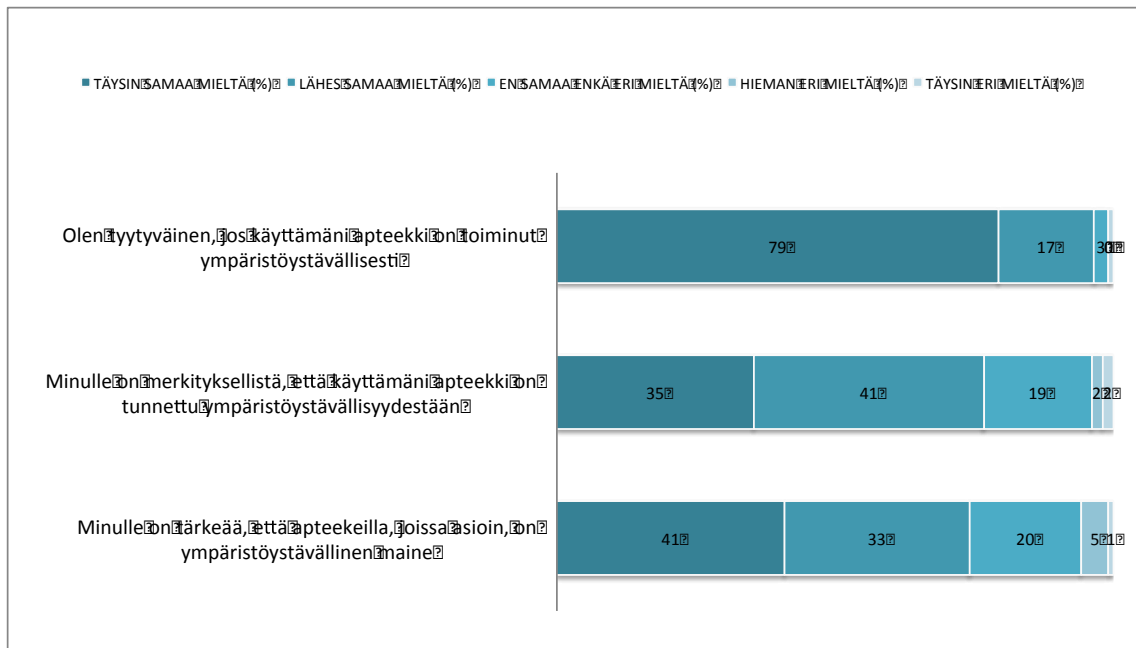 TÄYSIN SAMAA MIELTÄ (%) LÄHES SAMAA MIELTÄ (%) EN SAMAA ENKÄ ERI MIELTÄ (%) HIEMAN ERI MIELTÄ (%) TÄYSIN ERI MIELTÄ (%)
Olen tyytyväinen, jos käyttämäni apteekki on toiminut
ympäristöystävällisesti
79 17 3
Minulle on merkityksellistä, että käyttämäni apteekki on
tunnettu ympäristöystävällisyydestään
35 41 19 2 2
Minulle on tärkeää, että apteekeilla, joissa asioin, on
ympäristöystävällinen maine
41 33 20 5 1